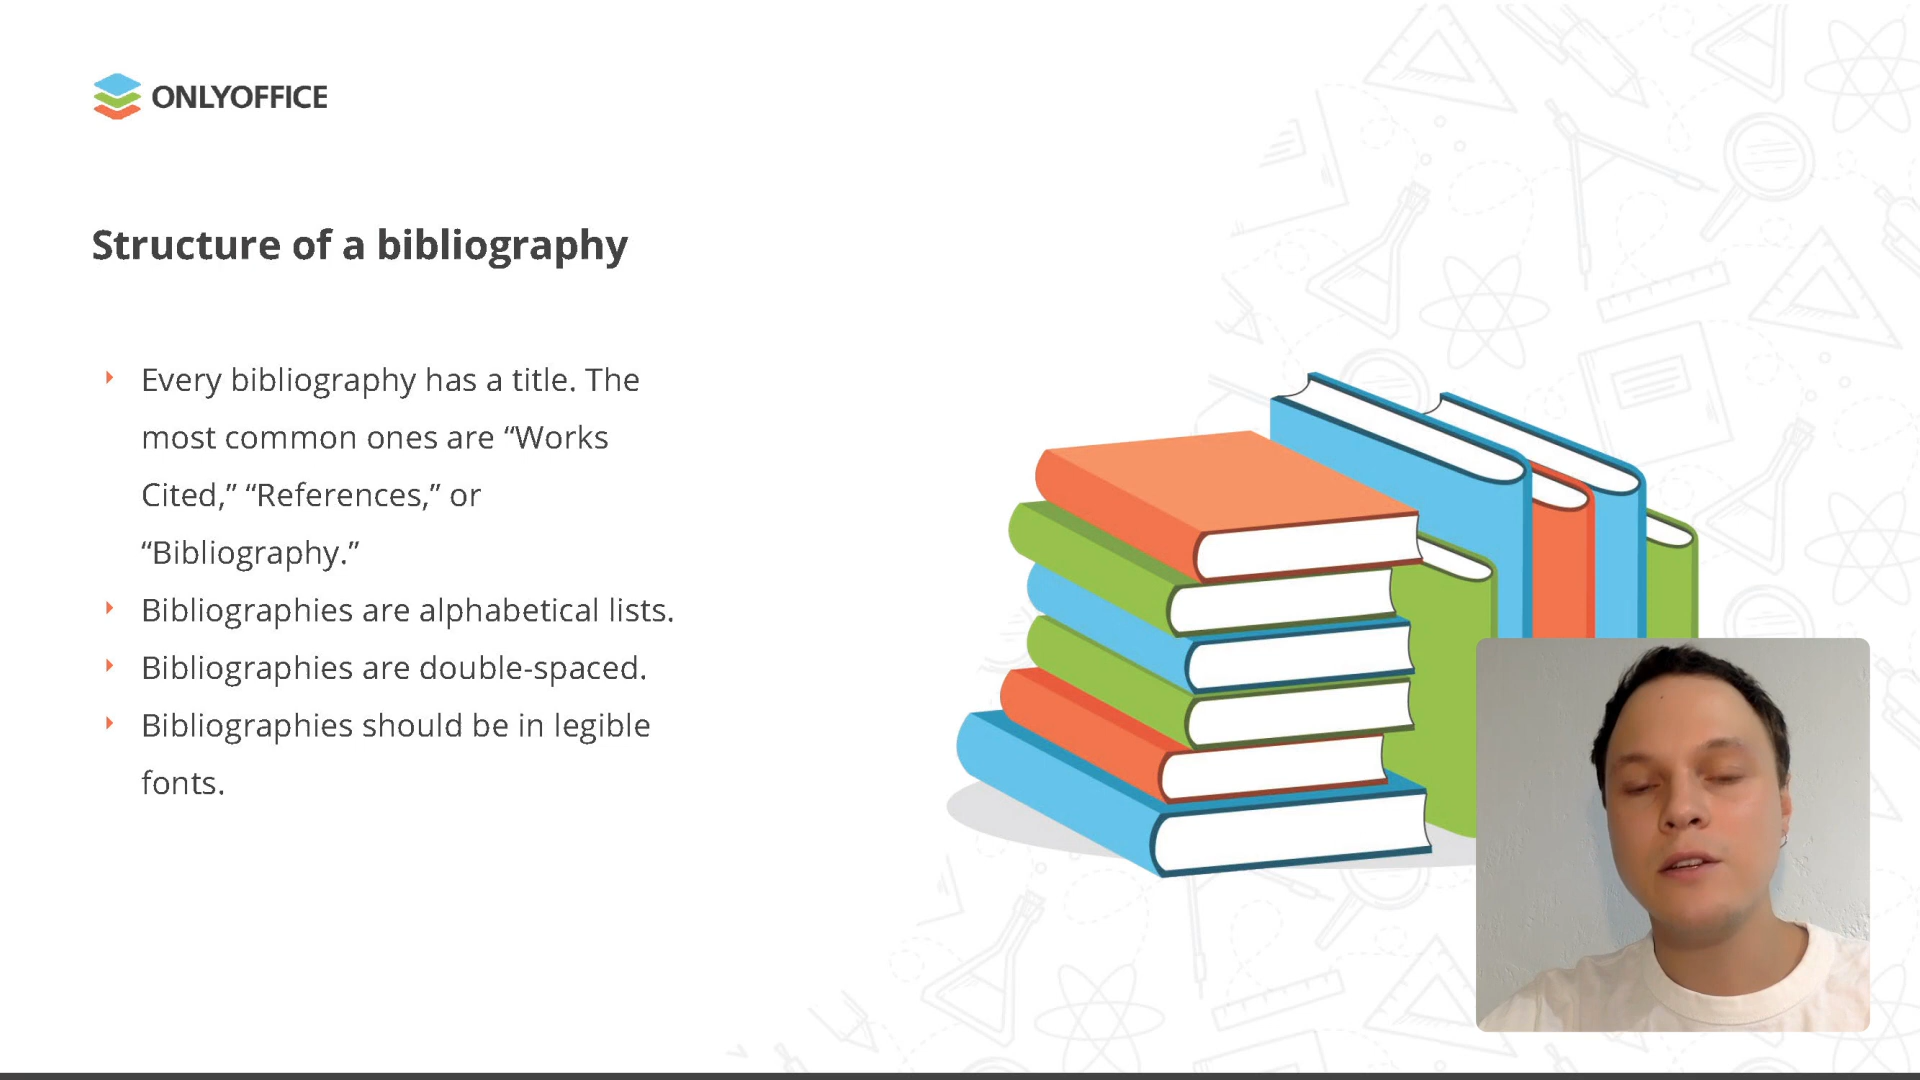 ONLYOFFICE
Structure of a bibliography
Every bibliography has a title. The
most common ones are “Works
Cited,” “References,” or
“Bibliography.”
Bibliographies are alphabetical lists.
Bibliographies are double-spaced.
Bibliographies should be in legible
fonts.